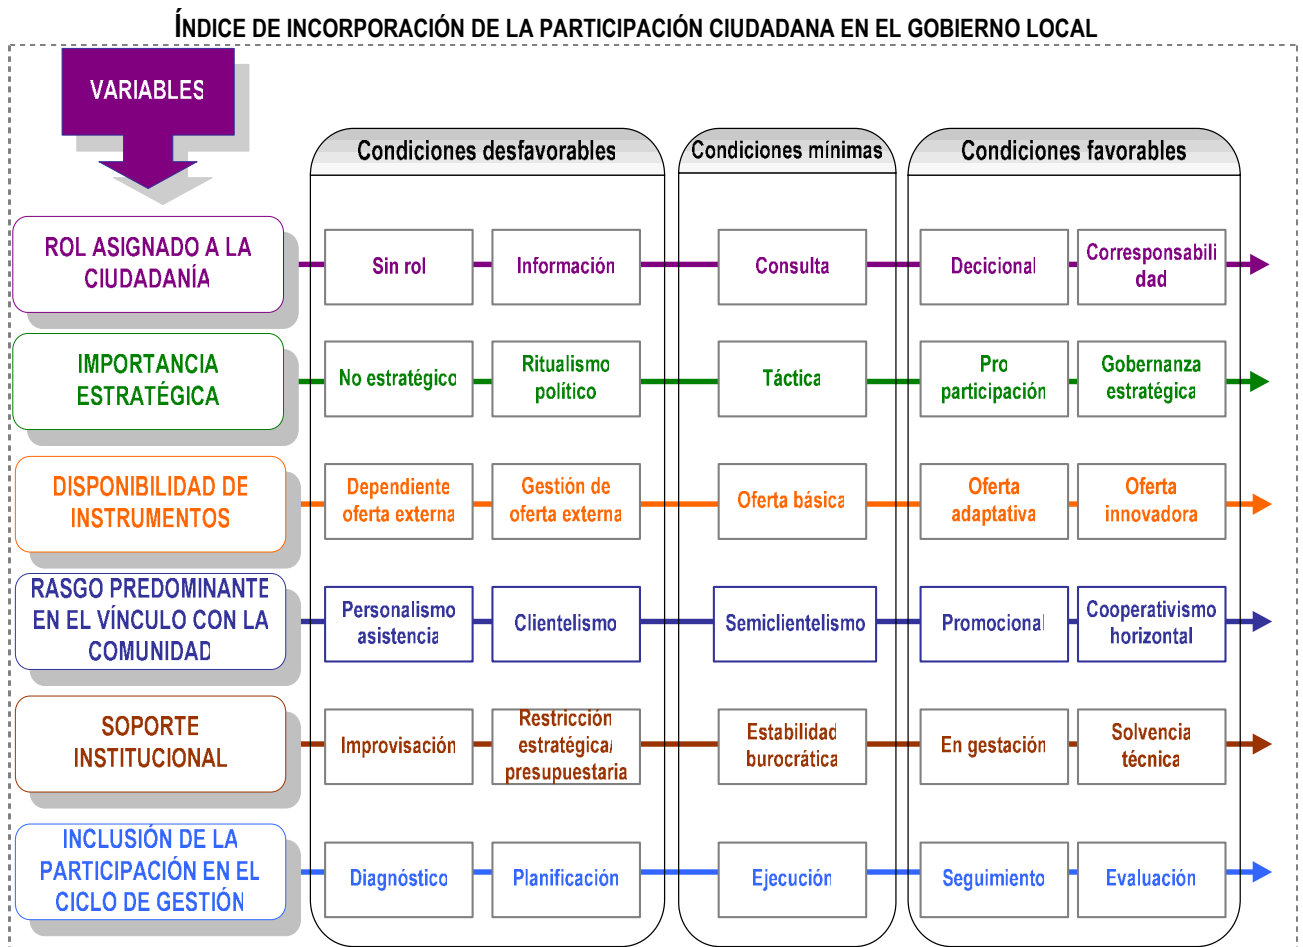 ÍNDICE DE INCORPORACIÓN DE LA PARTICIPACIÓN CIUDADANA EN EL GOBIERNO LOCAL
VARIABLES
Condiciones desfavorables
Condiciones mínimas
Condiciones favorables
ROL ASIGNADO A LA
CIUDADANÍA
Sin rol
Información
Consulta
Decicional
Corresponsabili
dad
IMPORTANCIA
ESTRATÉGICA
No estratégico
Ritualismo
político
Táctica
Pro
participación
Gobernanza
estratégica
DISPONIBILIDAD DE
INSTRUMENTOS
Dependiente
oferta externa
Gestión de
oferta externa
Oferta básica
Oferta
adaptativa
Oferta
innovadora
RASGO PREDOMINANTE
EN EL VÍNCULO CON LA
COMUNIDAD
Personalismo
asistencia
Clientelismo
Semiclientelismo
Promocional
Cooperativismo
horizontal
SOPORTE
INSTITUCIONAL
Improvisación
Restricción
estratégica/
presupuestaria
Estabilidad
burocrática
En gestación
Solvencia
técnica
INCLUSIÓN DE LA
PARTICIPACIÓN EN EL
CICLO DE GESTIÓN
Diagnóstico
Planificación
Ejecución
Seguimiento
Evaluación